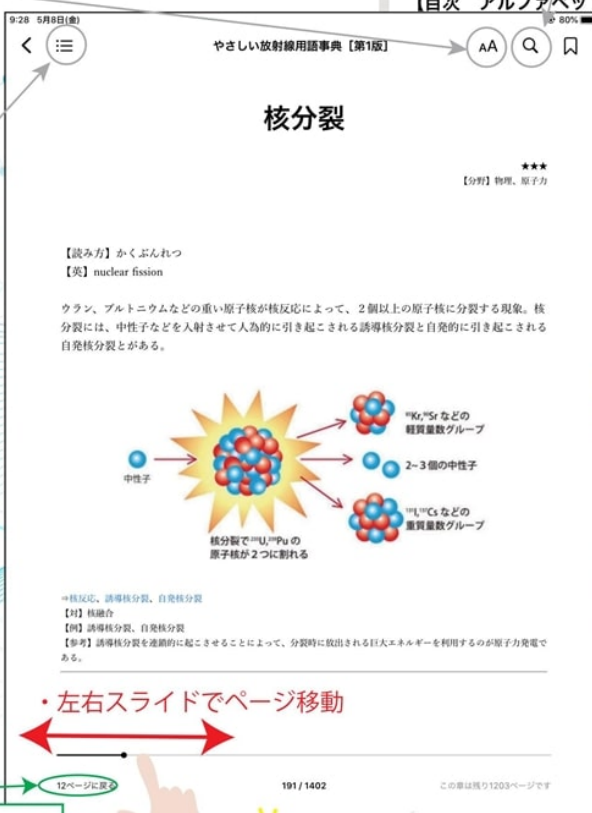 【目次 アルファベッ
9:28 5月8日(金)
80%
やさしい放射線用語事典［第1版］
AA
核分裂
★★★
【分野】物理、原子力
【読み方】かくぶんれつ
【英】nuclear fission
ウラン、プルトニウムなどの重い原子核が核反応によって、2個以上の原子核に分裂する現象。核
分裂には、中性子などを入射させて人為的に引き起こされる誘導核分裂と自発的に引き起こされる
自発核分裂とがある。
中性子
Kr, Sr などの
軽質量数グループ
2~3個の中性子
I, Cs などの
重質量数グループ
核分裂で U, Pu の
原子核が2つに割れる
⇒核反応、誘導核分裂、自発核分裂
【対】核融合
【例】誘導核分裂、自発核分裂
【参考】誘導核分裂を連鎖的に起こさせることによって、分裂時に放出される巨大エネルギーを利用するのが原子力発電で
ある。
・左右スライドでページ移動
12ページに戻る
191 / 1402
この章は残り1203ページです